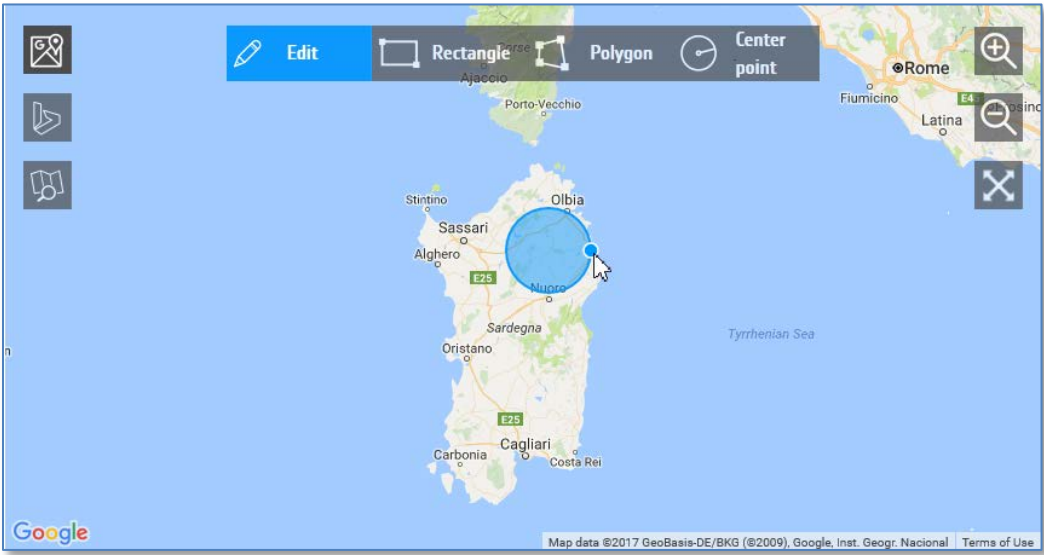 Edit
Rectangle
Polygon
Center
point
Corse
Ajaccio
Porto-Vecchio
Rome
Fiumicino
E45
Frosino
Latina
Stintino
Olbia
Sassari
Alghero
E25
Nuoro
Sardegna
Oristano
Tyrrhenian Sea
n
E25
Cagliari
Carbonia
Costa Rei
Google
Map data ©2017 GeoBasis-DE/BKG (©2009), Google, Inst. Geogr. Nacional
Terms of Use